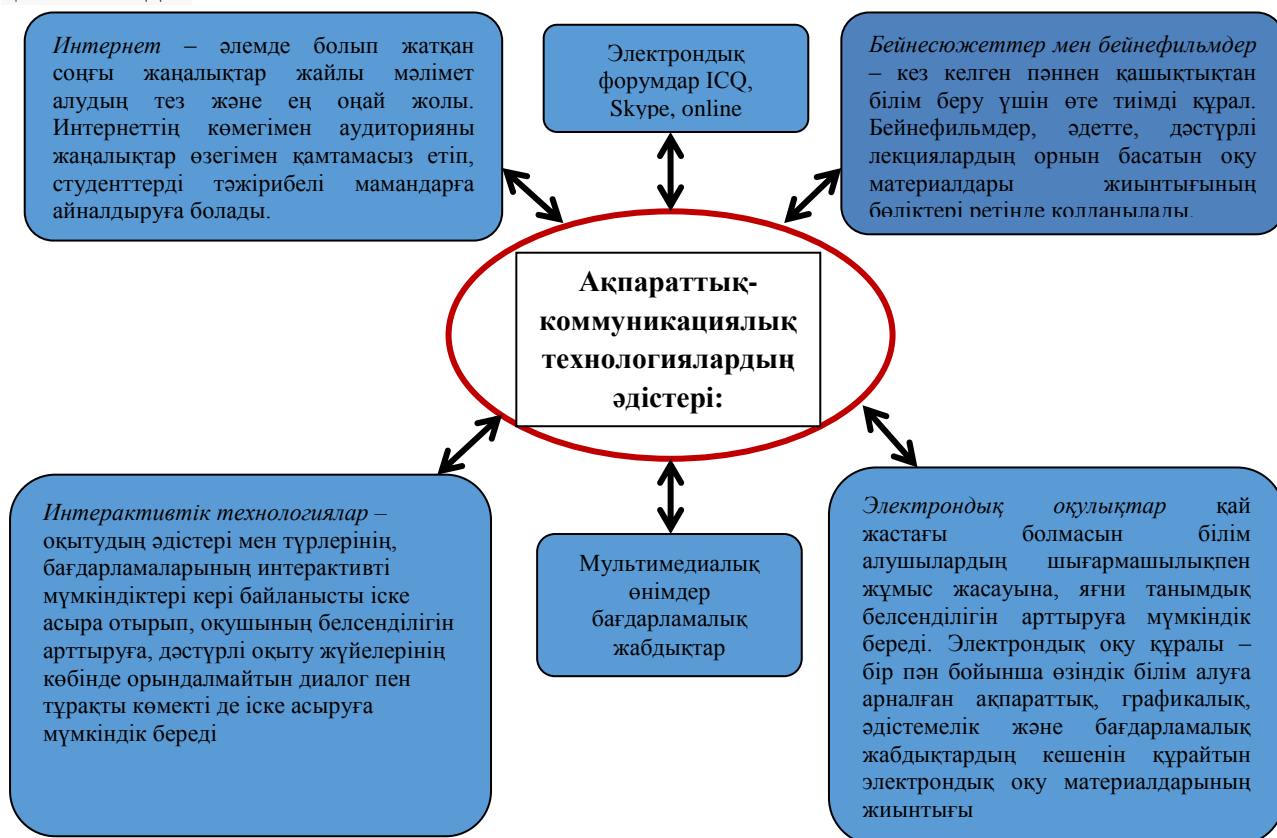 Интернет – әлемде болып жатқан
соңғы жаңалықтар жайлы мәлімет
алудың тез және ең оңай жолы.
Интернеттің көмегімен аудиторияны
жаңалықтар өзегімен қамтамасыз етіп,
студенттерді тәжірибелі мамандарға
айналдыруға болады.
Электрондық
форумдар ICQ,
Skype, online
Бейнесюжеттер мен бейнефильмдер
– кез келген пәннен қашықтықтан
білім беру үшін өте тиімді құрал.
Бейнефильмдер, әдетте, дәстүрлі
лекциялардың орнын басатын оқу
материалдары жиынтығының
бөліктері ретінде қолданылады.
Ақпараттық-
коммуникациялық
технологиялардың
әдістері:
Интерактивтік технологиялар –
оқытудың әдістері мен түрлерінің,
бағдарламаларының интерактивті
мүмкіндіктері кері байланысты іске
асыра отырып, оқушының белсенділігін
арттыруға, дәстүрлі оқыту жүйелерінің
көбінде орындалмайтын диалог пен
тұрақты көмекті де іске асыруға
мүмкіндік береді
Мультимедиалық
өнімдер
бағдарламалық
жабдықтар
Электрондық оқулықтар қай
жастағы болмасын білім
алушылардың шығармашылықпен
жұмыс жасауына, яғни танымдық
белсенділігін арттыруға мүмкіндік
береді. Электрондық оқу құралы –
бір пән бойынша өзіндік білім алуға
арналған ақпараттық, графикалық,
әдістемелік және бағдарламалық
жабдықтардың кешенін құрайтын
электрондық оқу материалдарының
жиынтығы